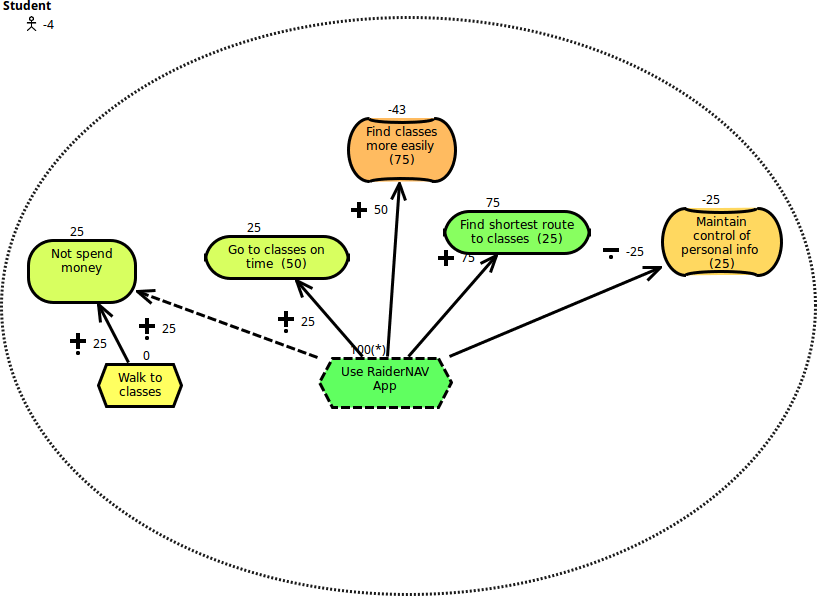 Student
-4
-43
Find classes
more easily
(75)
+ 50
75
Find shortest route
to classes (25)
+ 75
-25
Maintain
control of
personal info
(25)
-25
25
Go to classes on
time (50)
25
25
Not spend
money
25
25
0
Walk to
classes
100(*)
Use RaiderNAV
App